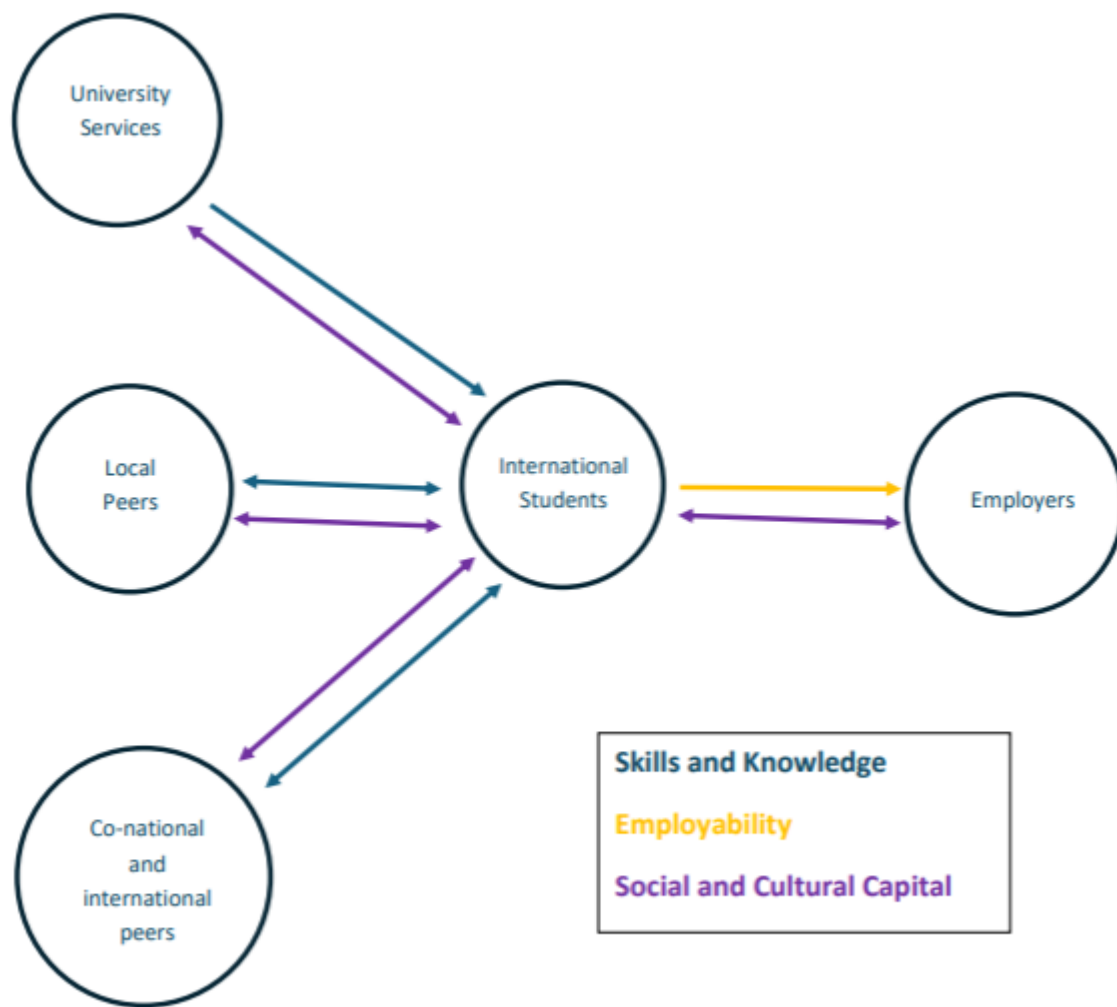 University
Services
Local
Peers
International
Students
Employers
Co-national
and
international
peers
Skills and Knowledge
Employability
Social and Cultural Capital